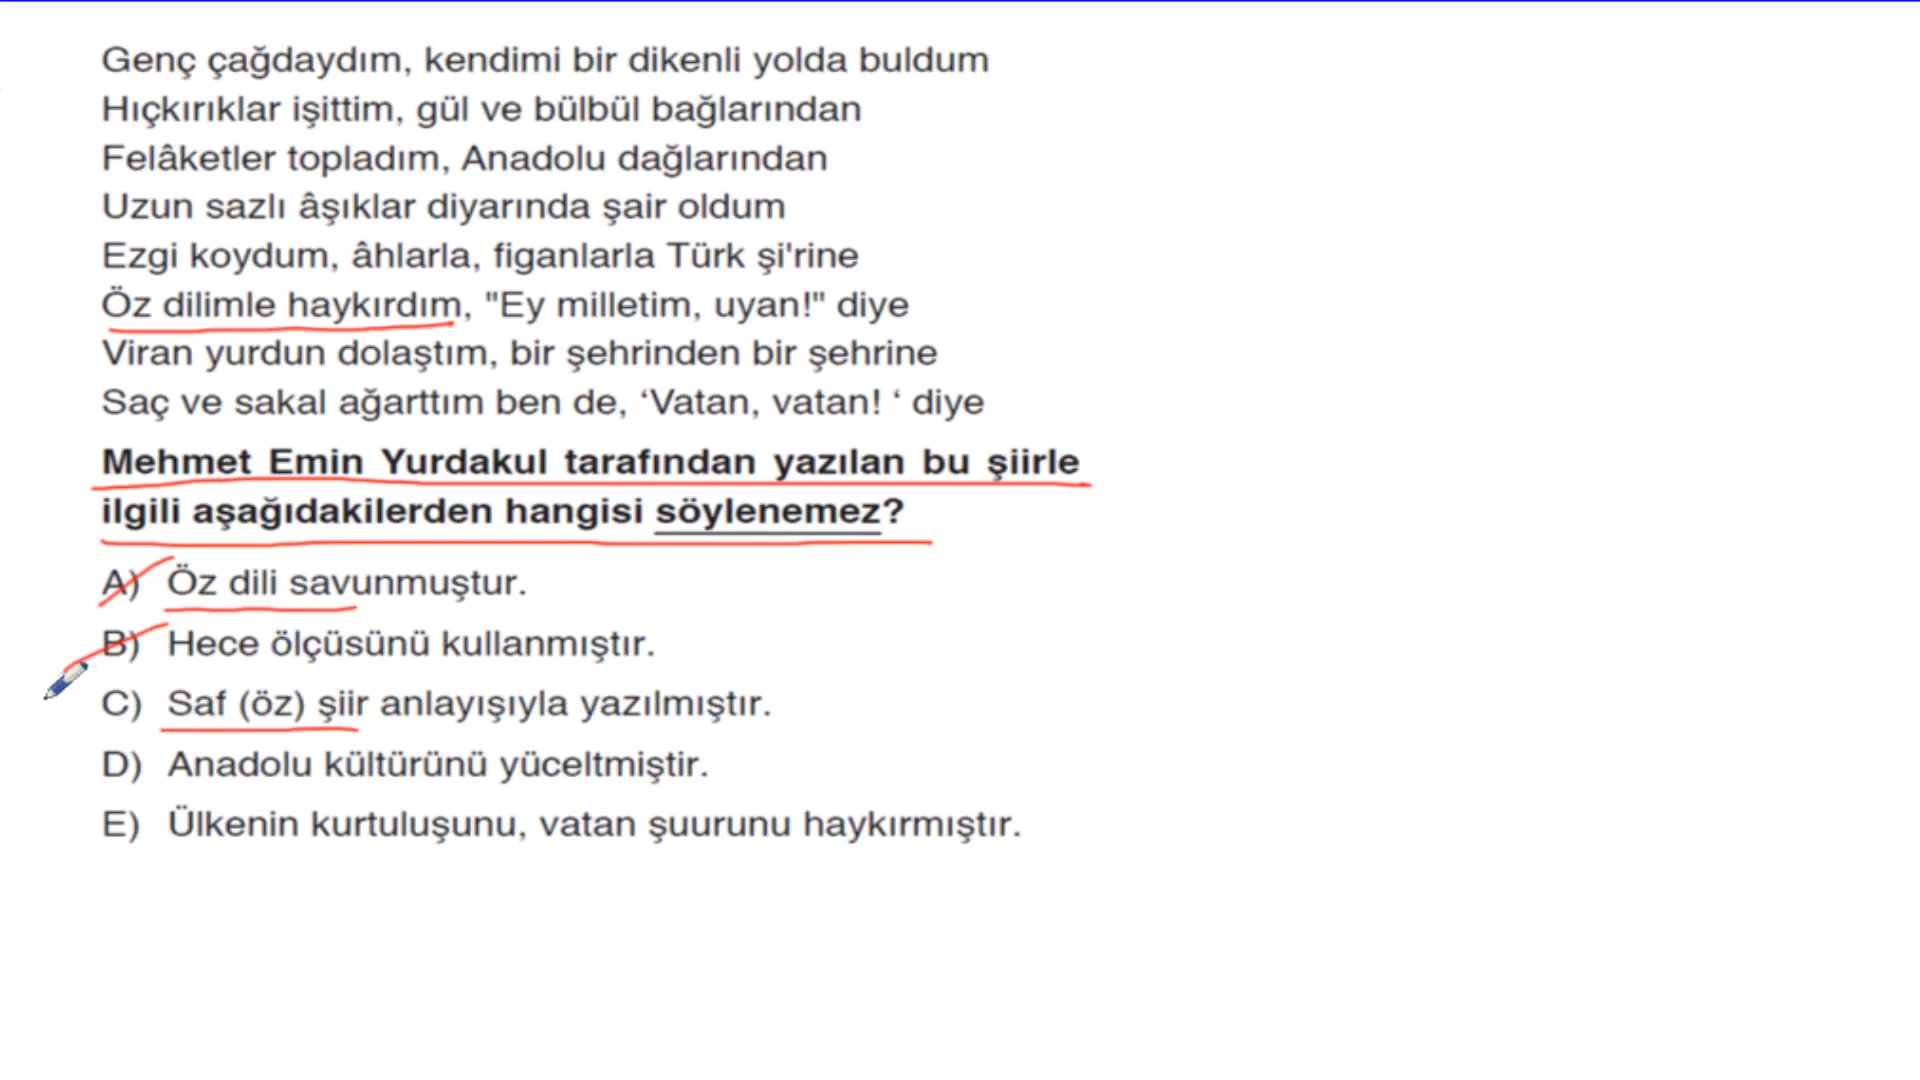 Genç çağdaydım, kendimi bir dikenli yolda buldum
Hıçkırıklar işittim, gül ve bülbül bağlarından
Felâketler topladım, Anadolu dağlarından
Uzun sazlı âşıklar diyarında şair oldum
Ezgi koydum, âhlarla, figanlarla Türk şi'rine
Öz dilimle haykırdım, "Ey milletim, uyan!" diye
Viran yurdun dolaştım, bir şehrinden bir şehrine
Saç ve sakal ağarttım ben de, ‘Vatan, vatan! ‘ diye
Mehmet Emin Yurdakul tarafından yazılan bu şiirle
ilgili aşağıdakilerden hangisi söylenemez?
A) Öz dili savunmuştur.
B) Hece ölçüsünü kullanmıştır.
C) Saf (öz) şiir anlayışıyla yazılmıştır.
D) Anadolu kültürünü yüceltmiştir.
E) Ülkenin kurtuluşunu, vatan şuurunu haykırmıştır.